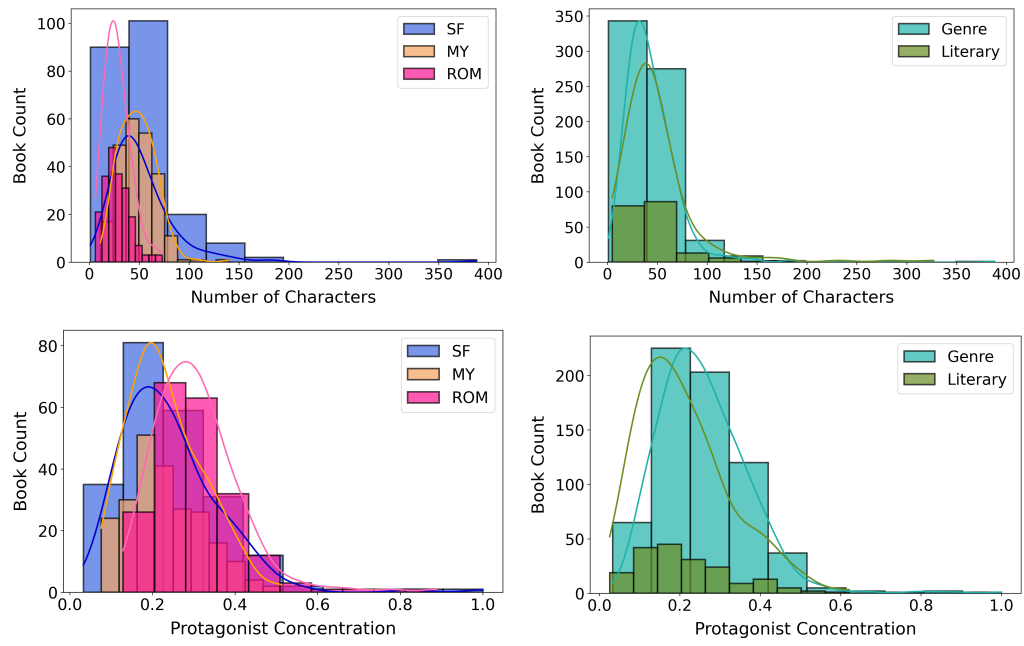 SF
MY
ROM
100
80
60
40
20
0
Book Count
0 50 100 150 200 250 300 350 400
Number of Characters
Genre
Literary
350
300
250
200
150
100
50
0
Book Count
0 50 100 150 200 250 300 350 400
Number of Characters
SF
MY
ROM
80
60
40
20
0
Book Count
0.0 0.2 0.4 0.6 0.8 1.0
Protagonist Concentration
Genre
Literary
200
150
100
50
0
Book Count
0.0 0.2 0.4 0.6 0.8 1.0
Protagonist Concentration